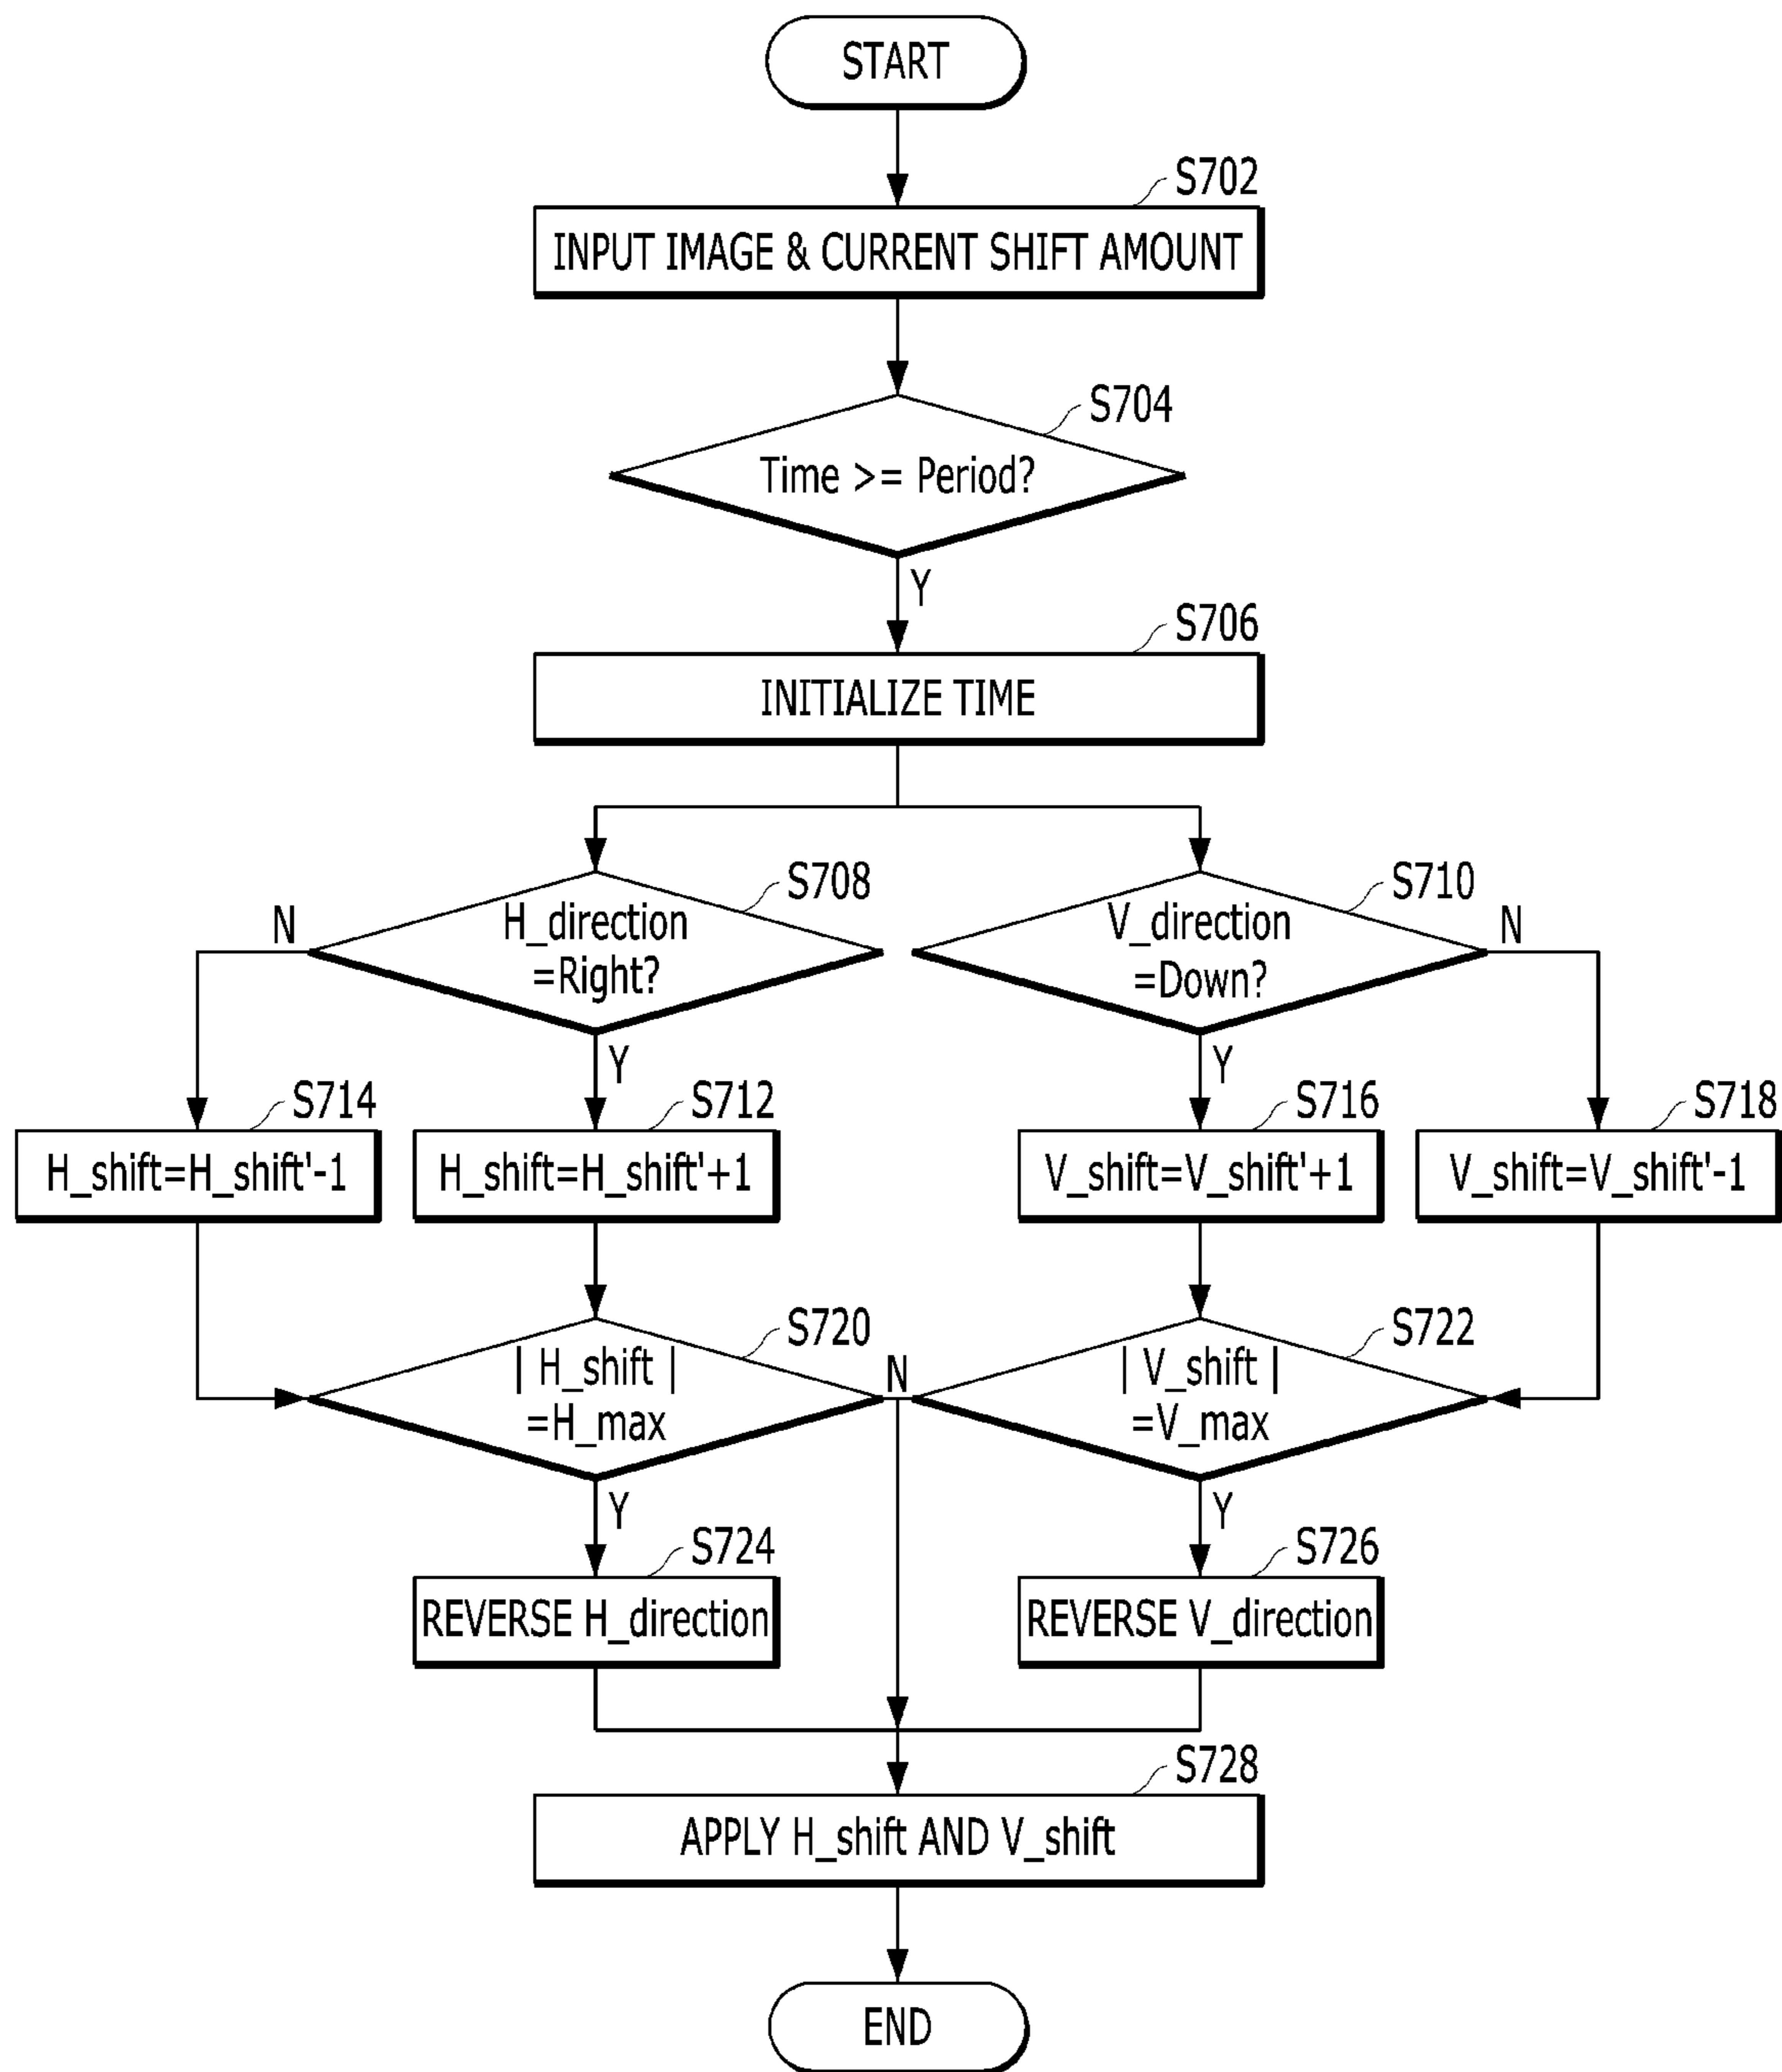 START
S702
INPUT IMAGE & CURRENT SHIFT AMOUNT
S704
Time >= Period?
Y
S706
INITIALIZE TIME
S708
H_direction
=Right?
N
Y
S710
V_direction
=Down?
N
Y
S714
H_shift=H_shift'-1
S712
H_shift=H_shift'+1
S716
V_shift=V_shift'+1
S718
V_shift=V_shift'-1
S720
| H_shift |
=H_max
N
S722
| V_shift |
=V_max
Y
Y
S724
REVERSE H_direction
S726
REVERSE V_direction
S728
APPLY H_shift AND V_shift
END